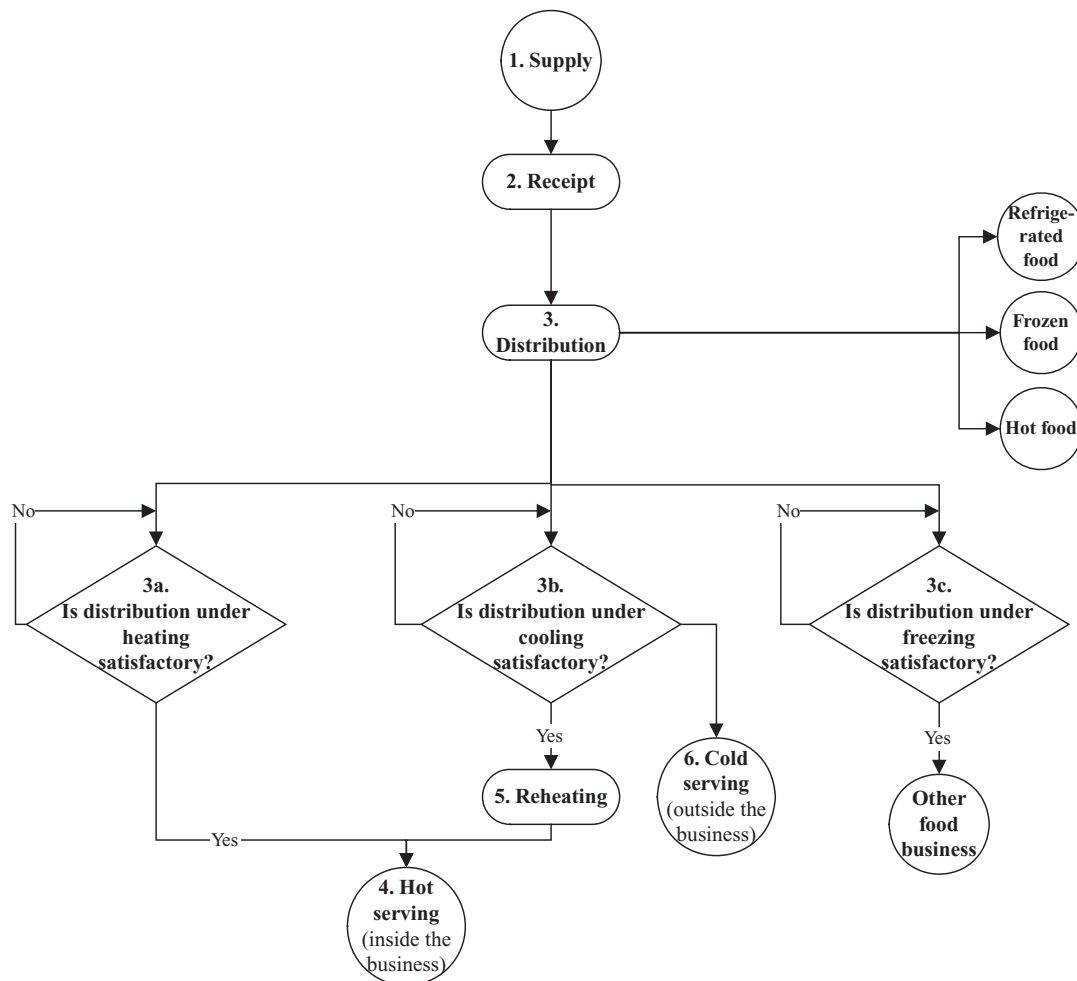 1. Supply
2. Receipt
Refrige-
rated
food
3.
Distribution
Frozen
food
Hot food
No
No
No
3a.
Is distribution under
heating
satisfactory?
3b.
Is distribution under
cooling
satisfactory?
3c.
Is distribution under
freezing
satisfactory?
Yes
Yes
6. Cold
serving
(outside the
business)
5. Reheating
Other
food
business
Yes
4. Hot
serving
(inside the
business)